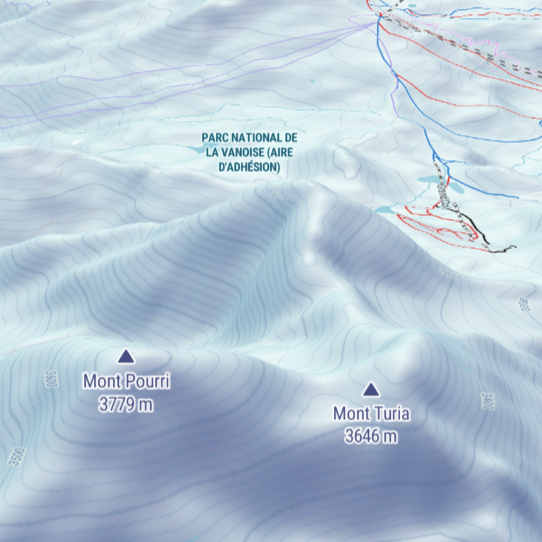 PARC NATIONAL DE
LA VANOISE (AIRE
D'ADHÉSION)
Mont Pourri
3779 m
Mont Turia
3646 m